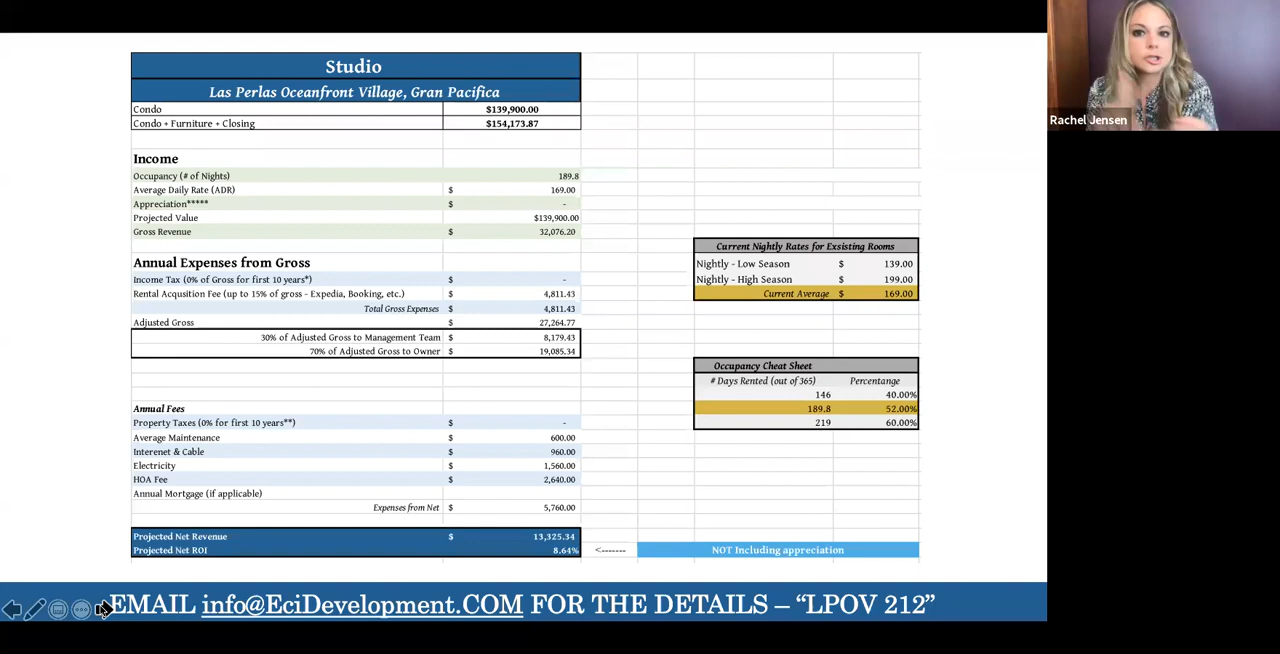 Studio
Las Perlas Oceanfront Village, Gran Pacifica
Condo $139,900.00
Condo + Furniture + Closing $154,173.87
Income
Occupancy (# of Nights) 189.8
Average Daily Rate (ADR) $ 169.00
Appreciation***** $ -
Projected Value $139,900.00
Gross Revenue $ 32,076.20
Annual Expenses from Gross
Income Tax (0% of Gross for first 10 years*) $ -
Rental Acqusition Fee (up to 15% of gross - Expedia, Booking, etc.) $ 4,811.43
Total Gross Expenses $ 4,811.43
Adjusted Gross $ 27,264.77
30% of Adjusted Gross to Management Team $ 8,179.43
70% of Adjusted Gross to Owner $ 19,085.34
Annual Fees
Property Taxes (0% for first 10 years**) $ -
Average Maintenance $ 600.00
Interenet & Cable $ 960.00
Electricity $ 1,560.00
HOA Fee $ 2,640.00
Annual Mortgage (if applicable)
Expenses from Net $ 5,760.00
Projected Net Revenue $ 13,325.34
Projected Net ROI 8.64% <------- NOT Including appreciation
Current Nightly Rates for Exsisting Rooms
Nightly - Low Season $ 139.00
Nightly - High Season $ 199.00
Current Average $ 169.00
Occupancy Cheat Sheet
# Days Rented (out of 365) Percentange
146 40.00%
189.8 52.00%
219 60.00%
EMAIL info@EciDevelopment.COM FOR THE DETAILS – “LPOV 212”
Rachel Jensen